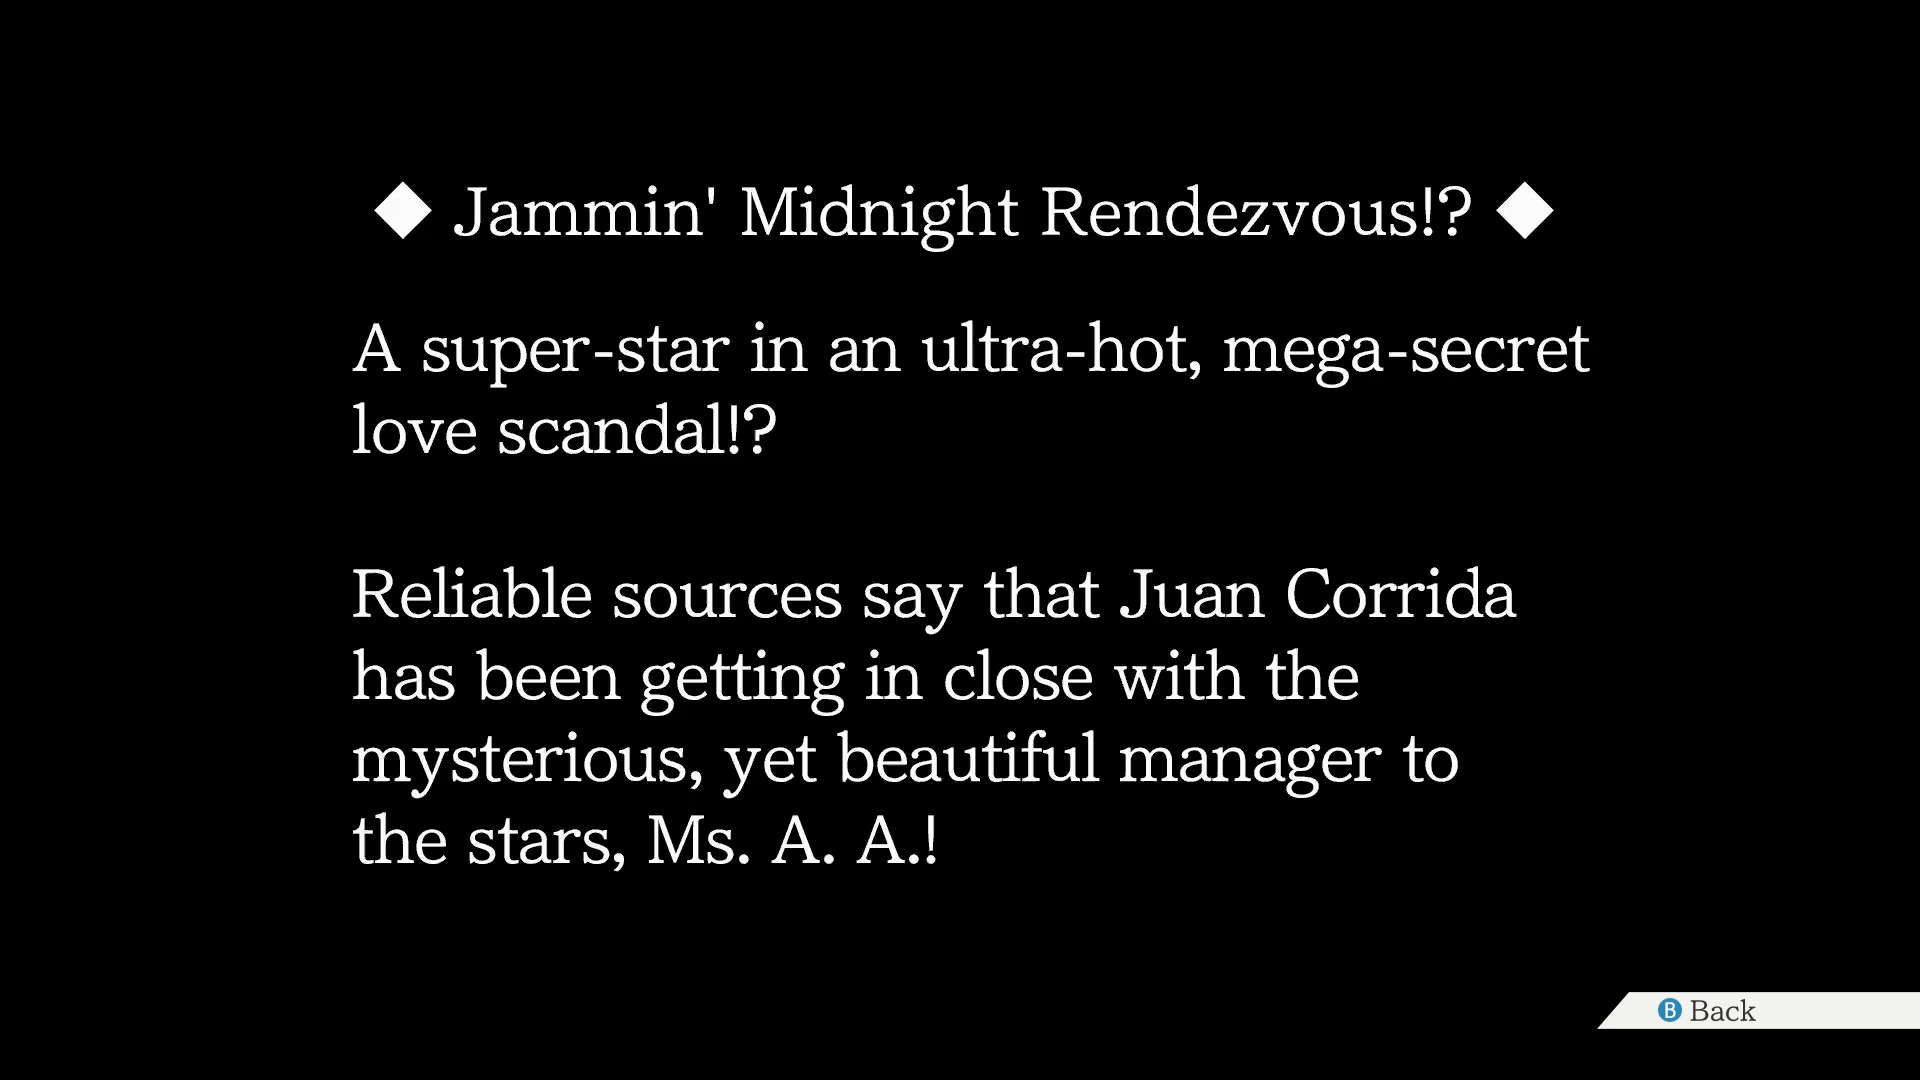 ◆ Jammin' Midnight Rendezvous!? ◆
A super-star in an ultra-hot, mega-secret
love scandal!?
Reliable sources say that Juan Corrida
has been getting in close with the
mysterious, yet beautiful manager to
the stars, Ms. A. A.!
B Back